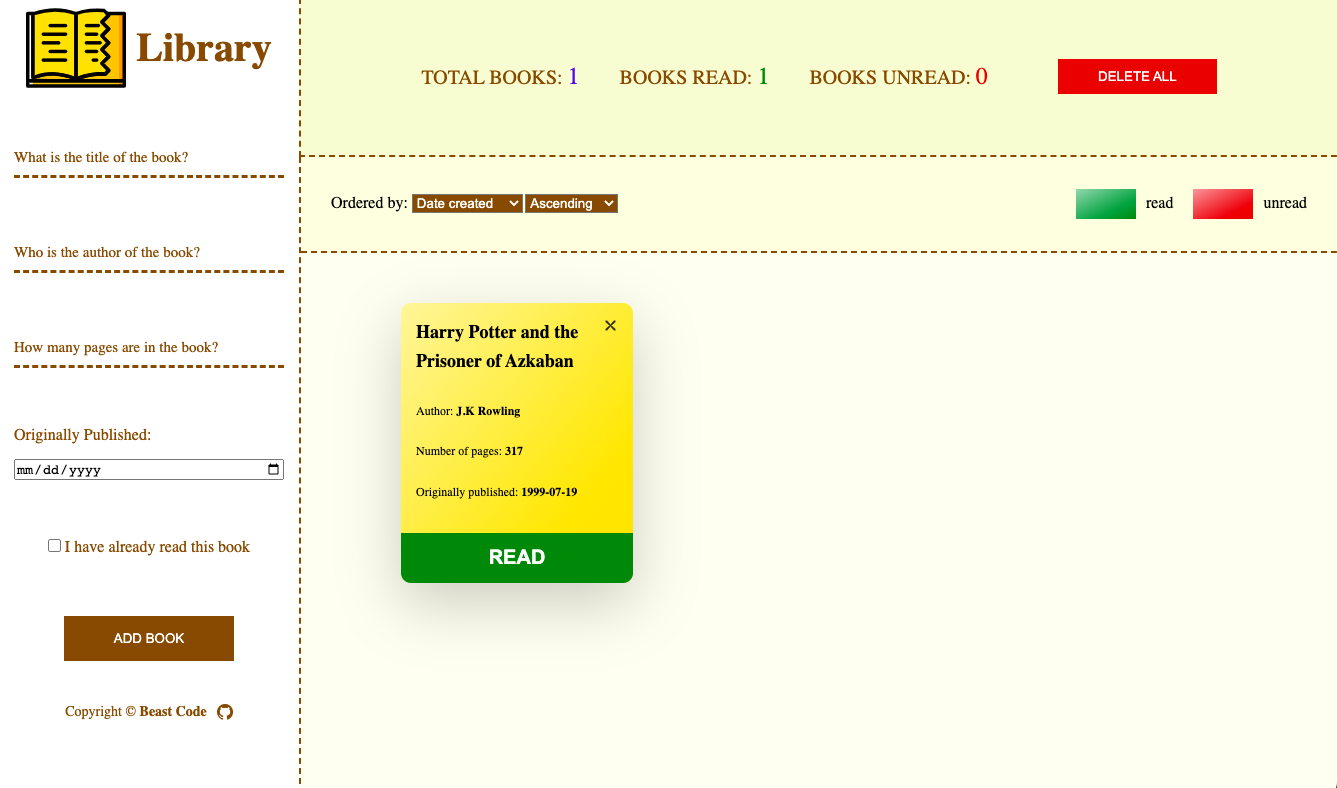 Library
What is the title of the book?
Who is the author of the book?
How many pages are in the book?
Originally Published:
mm/dd/yyyy
I have already read this book
ADD BOOK
Copyright © Beast Code
TOTAL BOOKS: 1 BOOKS READ: 1 BOOKS UNREAD: 0 DELETE ALL
Ordered by: Date created Ascending read unread
Harry Potter and the
Prisoner of Azkaban
Author: J.K Rowling
Number of pages: 317
Originally published: 1999-07-19
READ